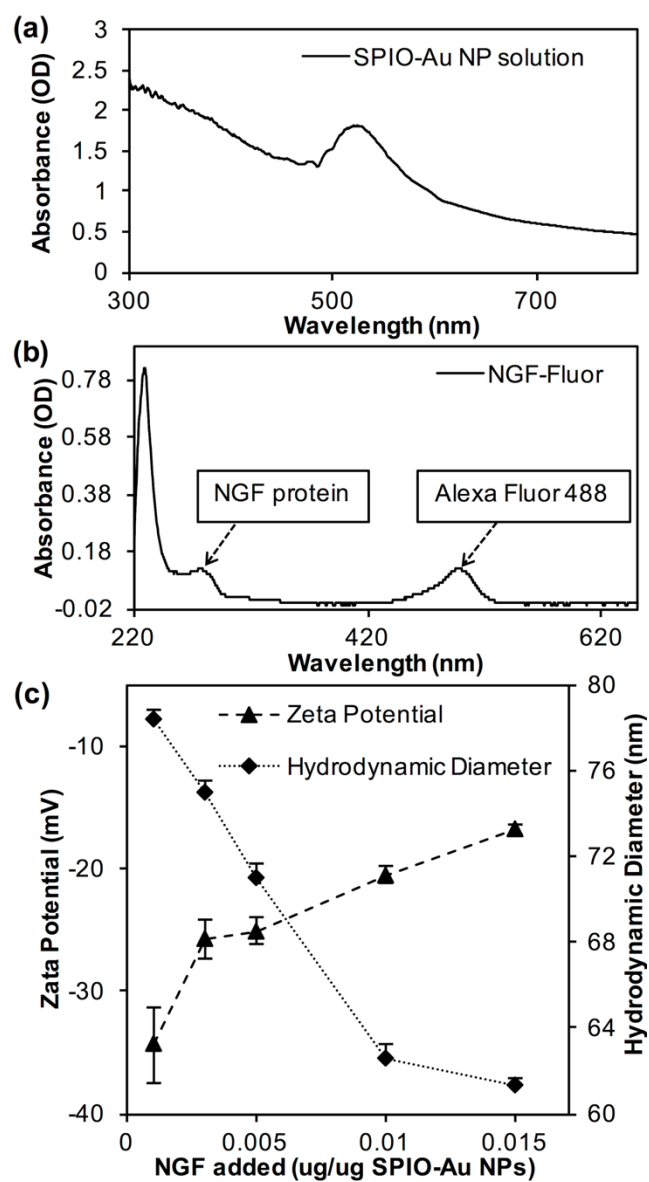 (a)
Absorbance (OD)
3
2.5
2
1.5
1
0.5
0
SPIO-Au NP solution
300
500
700
Wavelength (nm)
(b)
Absorbance (OD)
0.78
0.58
0.38
0.18
-0.02
NGF-Fluor
NGF protein
Alexa Fluor 488
220
420
620
Wavelength (nm)
(c)
Zata Potential (mV)
-10
-20
-30
-40
Zeta Potential
Hydrodynamic Diameter
80
76
72
68
64
60
Hydrodynamic Diameter (nm)
0
0.005
0.01
0.015
NGF added (ug/ug SPIO-Au NPs)